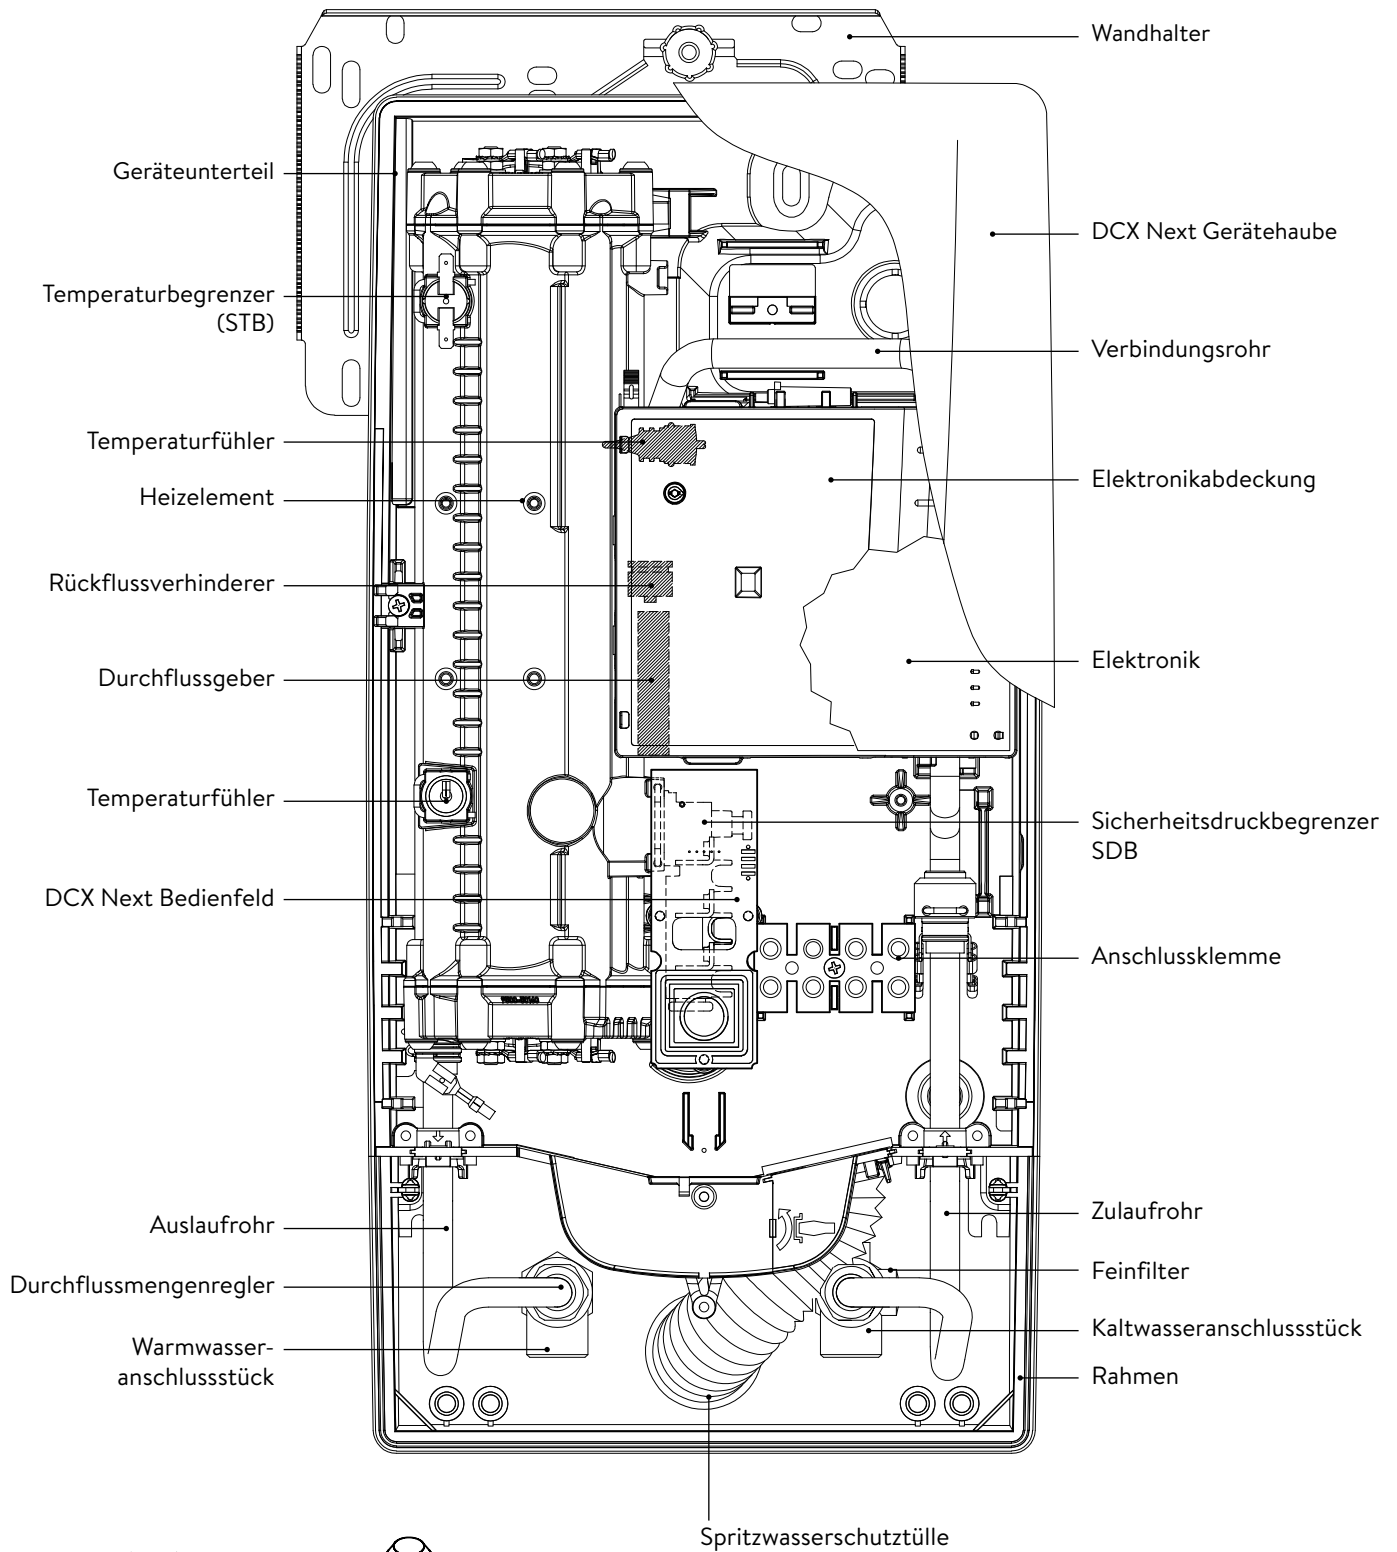 Wandhalter
Geräteunterteil
DCX Next Gerätehaube
Temperaturbegrenzer
(STB)
Verbindungsrohr
Temperaturfühler
Elektronikabdeckung
Heizelement
Rückflussverhinderer
Elektronik
Durchflussgeber
Temperaturfühler
Sicherheitsdruckbegrenzer
SDB
DCX Next Bedienfeld
Anschlussklemme
Auslaufrohr
Zulaufrohr
Durchflussmengenregler
Feinfilter
Warmwasser-
anschlussstück
Kaltwasseranschlussstück
Rahmen
Spritzwasserschutztülle